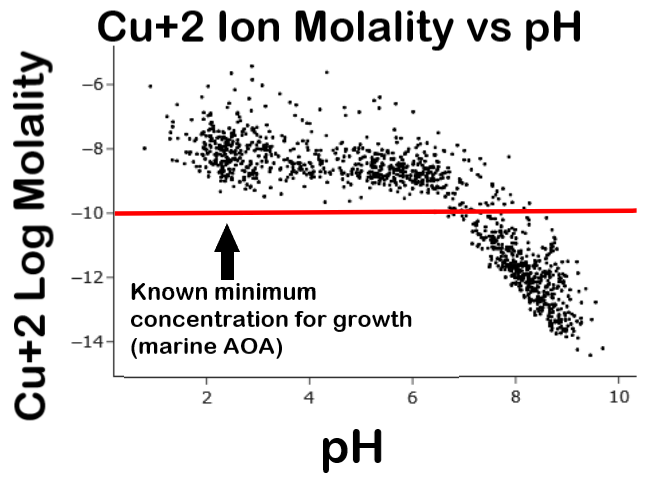 Cu+2 Ion Molality vs pH
Cu+2 Log Molality
−6
−8
−10
−12
−14
Known minimum
concentration for growth
(marine AOA)
2 4 6 8 10
pH